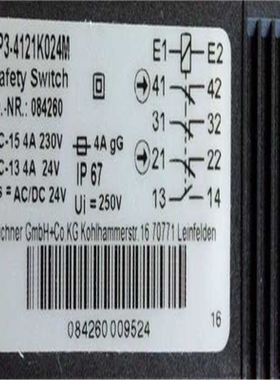 P3-4121K024M
afety Switch
.-NR.: 084260
C-15 4A 230V
C-13 4A 24V
s = AC/DC 24V
4A gG
IP 67
Ui = 250V
E1 E2
41 42
31 32
21 22
13 14
uchner GmbH+Co.KG Kohlhammerstr.16 70771 Leinfelden
084260 009524
16